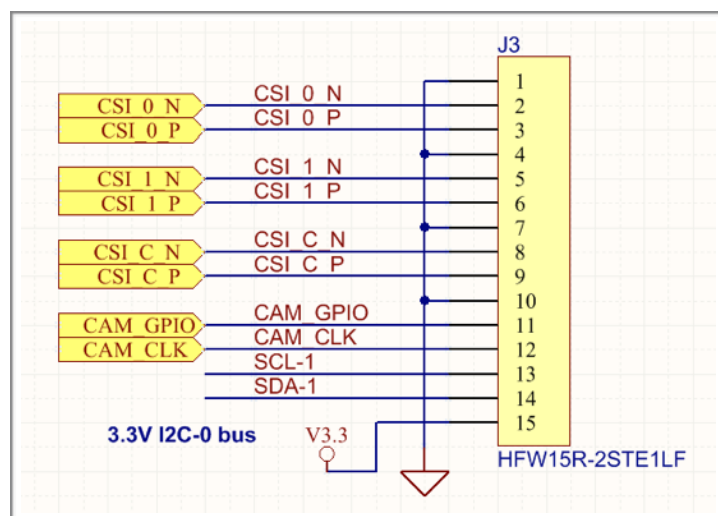 J3
1
CSI_0_N CSI_0_N 2
CSI_0_P CSI_0_P 3
4
CSI_1_N CSI_1_N 5
CSI_1_P CSI_1_P 6
7
CSI_C_N CSI_C_N 8
CSI_C_P CSI_C_P 9
10
CAM_GPIO CAM_GPIO 11
CAM_CLK CAM_CLK 12
SCL-1 13
SDA-1 14
15
3.3V I2C-0 bus V3.3
HFW15R-2STE1LF